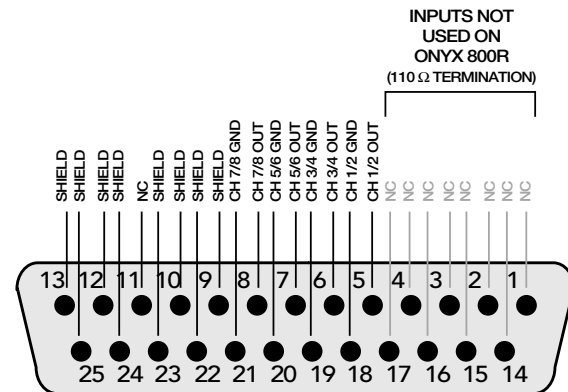 INPUTS NOT
USED ON
ONYX 800R
(110 Ω TERMINATION)
SHIELD
SHIELD
SHIELD
SHIELD
NC
SHIELD
SHIELD
SHIELD
SHIELD
CH 7/8 GND
CH 7/8 OUT
CH 5/6 GND
CH 5/6 OUT
CH 3/4 GND
CH 3/4 OUT
CH 1/2 GND
CH 1/2 OUT
NC
NC
NC
NC
NC
NC
NC
NC
13 12 11 10 9 8 7 6 5 4 3 2 1
25 24 23 22 21 20 19 18 17 16 15 14